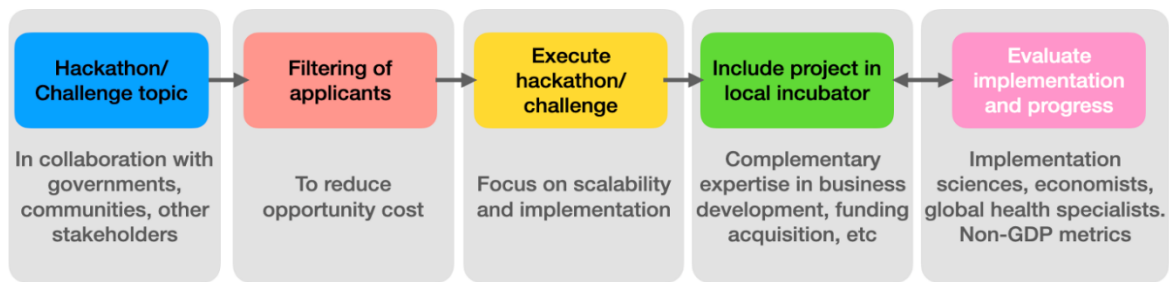 Hackathon/
Challenge topic
In collaboration with
governments,
communities, other
stakeholders
Filtering of
applicants
To reduce
opportunity cost
Execute
hackathon/
challenge
Focus on scalability
and implementation
Include project in
local incubator
Complementary
expertise in business
development, funding
acquisition, etc
Evaluate
implementation
and progress
Implementation
sciences, economists,
global health specialists.
Non-GDP metrics